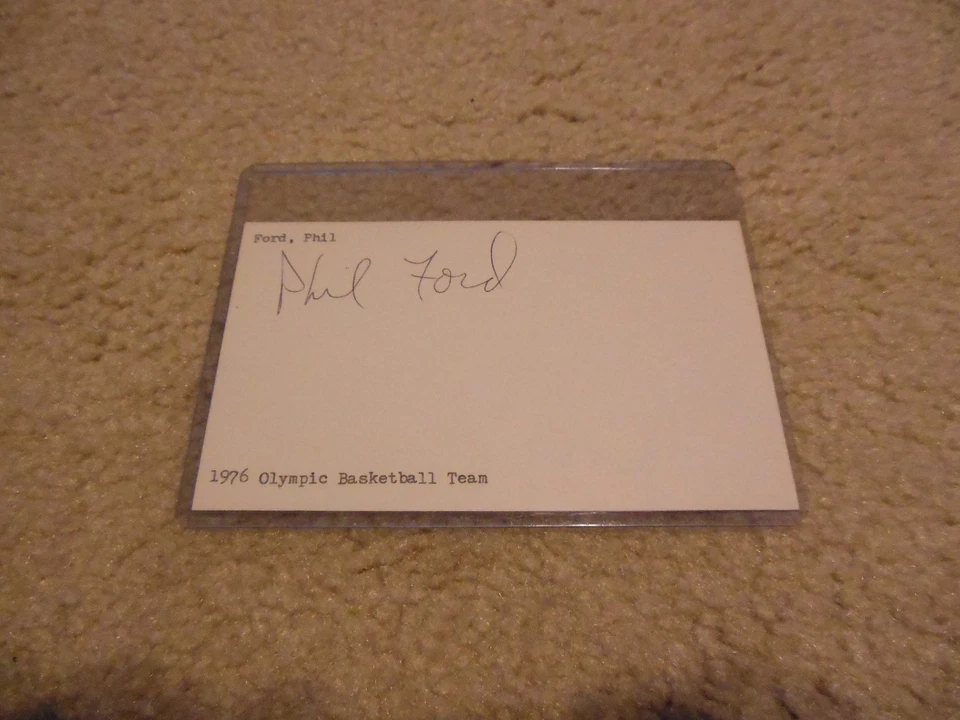 Ford, Phil
Phil Ford
1976 Olympic Basketball Team